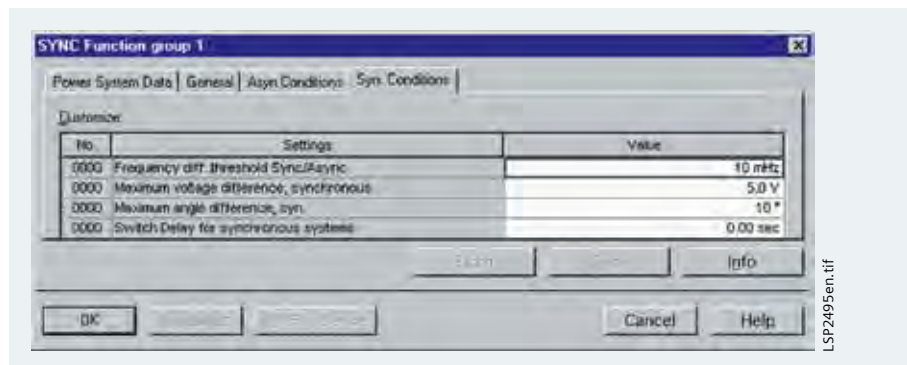 SYNC Function group 1
Power System Data General Asyn Conditions Syn. Conditions
Customize:
No. Settings Value
0000 Frequency diff. threshold Sync/Async 10 mHz
0000 Maximum voltage difference, synchronous 5,0 V
0000 Maximum angle difference, syn. 10 °
0000 Switch Delay for synchronous systems 0.00 sec
Info
OK Cancel Help
LSP2495en.tif